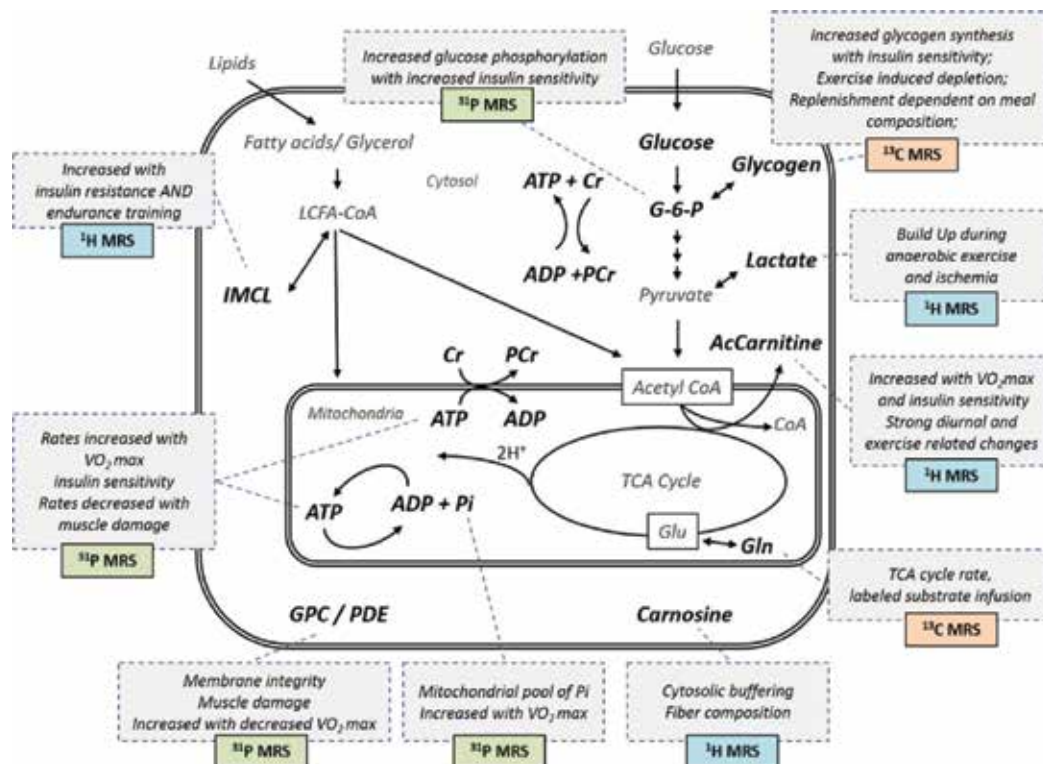 Increased glucose phosphorylation
with increased insulin sensitivity
³¹P MRS
Lipids
Glucose
Increased glycogen synthesis
with insulin sensitivity;
Exercise induced depletion;
Replenishment dependent on meal
composition;
¹³C MRS
Fatty acids/ Glycerol
Glucose
Glycogen
Increased with
insulin resistance AND
endurance training
¹H MRS
Cytosol
ATP + Cr
LCFA-CoA
G-6-P
ADP +PCr
IMCL
Lactate
Pyruvate
Build Up during
anaerobic exercise
and ischemia
¹H MRS
AcCarnitine
Cr
PCr
Acetyl CoA
Mitochondria
ATP
ADP
CoA
Increased with VO₂max
and insulin sensitivity
Strong diurnal and
exercise related changes
¹H MRS
Rates increased with
VO₂ max
insulin sensitivity
Rates decreased with
muscle damage
³¹P MRS
2H⁺
TCA Cycle
ATP
ADP + Pi
Glu
Gln
TCA cycle rate,
labeled substrate infusion
¹³C MRS
GPC / PDE
Carnosine
Membrane integrity
Muscle damage
Increased with decreased VO₂ max
³¹P MRS
Mitochondrial pool of Pi
Increased with VO₂ max
³¹P MRS
Cytosolic buffering
Fiber composition
¹H MRS